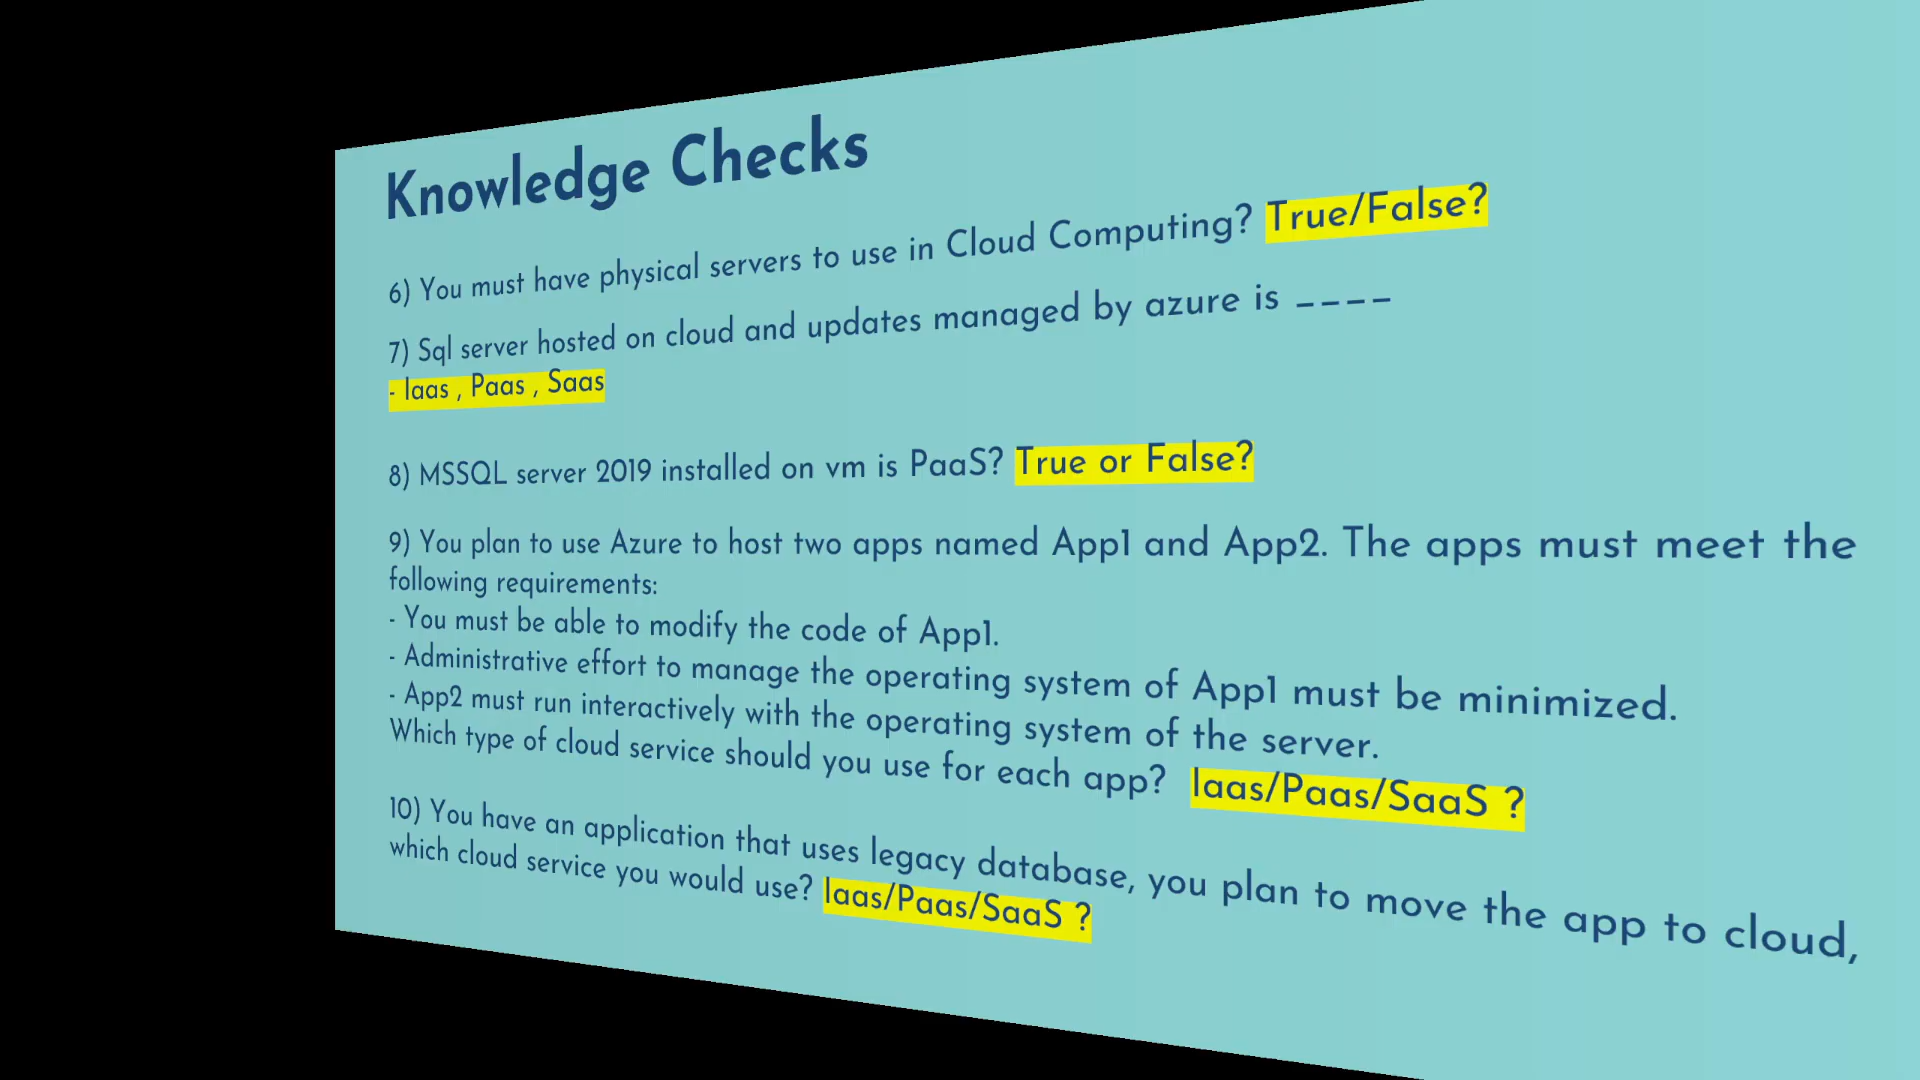 Knowledge Checks
6) You must have physical servers to use in Cloud Computing? True/False?
7) Sql server hosted on cloud and updates managed by azure is ____
- Iaas , Paas , Saas
8) MSSQL server 2019 installed on vm is PaaS? True or False?
9) You plan to use Azure to host two apps named App1 and App2. The apps must meet the
following requirements:
- You must be able to modify the code of App1.
- Administrative effort to manage the operating system of App1 must be minimized.
- App2 must run interactively with the operating system of the server.
Which type of cloud service should you use for each app? Iaas/Paas/SaaS ?
10) You have an application that uses legacy database, you plan to move the app to cloud,
which cloud service you would use? Iaas/Paas/SaaS ?